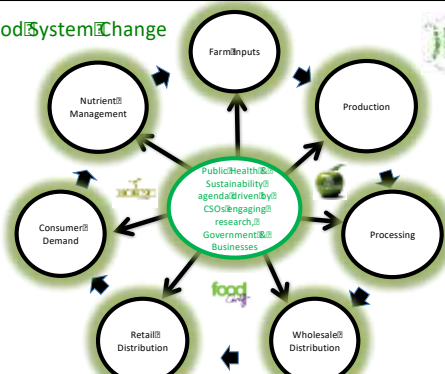 od System Change
Farm Inputs
Nutrient
Management
Production
Public Health &
Sustainability
agenda driven by
CSOs engaging
research,
Government &
Businesses
Consumer
Demand
Processing
food
Retail
Distribution
Wholesale
Distribution